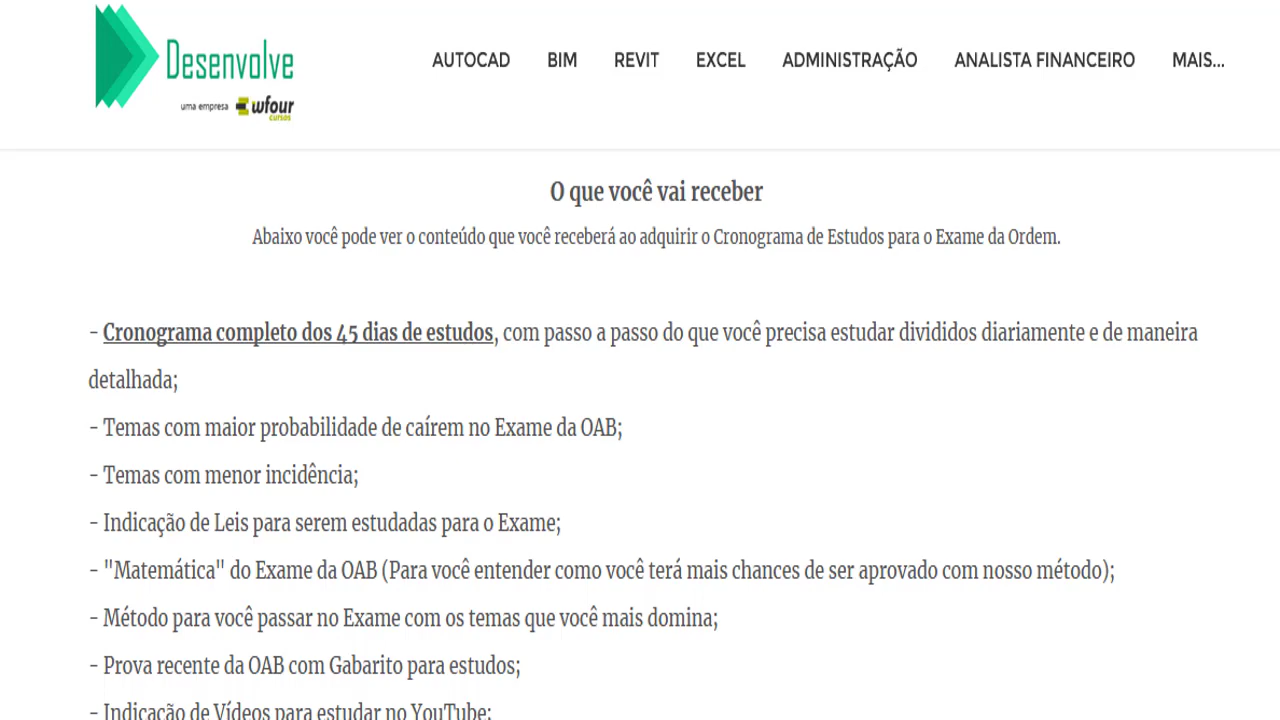 Desenvolve
uma empresa wfour
cursos
AUTOCAD BIM REVIT EXCEL ADMINISTRAÇÃO ANALISTA FINANCEIRO MAIS...
O que você vai receber
Abaixo você pode ver o conteúdo que você receberá ao adquirir o Cronograma de Estudos para o Exame da Ordem.
- Cronograma completo dos 45 dias de estudos, com passo a passo do que você precisa estudar divididos diariamente e de maneira
detalhada;
- Temas com maior probabilidade de caírem no Exame da OAB;
- Temas com menor incidência;
- Indicação de Leis para serem estudadas para o Exame;
- "Matemática" do Exame da OAB (Para você entender como você terá mais chances de ser aprovado com nosso método);
- Método para você passar no Exame com os temas que você mais domina;
- Prova recente da OAB com Gabarito para estudos;
- Indicação de Vídeos para estudar no YouTube;